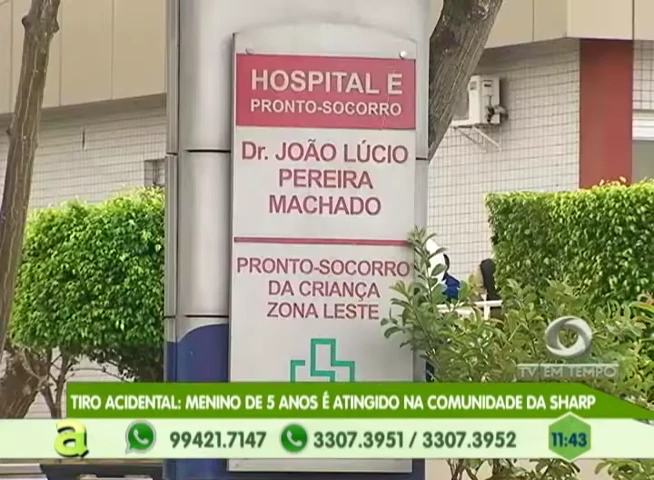 HOSPITAL E
PRONTO-SOCORRO
Dr. JOÃO LÚCIO
PEREIRA
MACHADO
PRONTO-SOCORRO
DA CRIANÇA
ZONA LESTE
TV EM TEMPO
TIRO ACIDENTAL: MENINO DE 5 ANOS É ATINGIDO NA COMUNIDADE DA SHARP
a 99421.7147 3307.3951 / 3307.3952 11:43